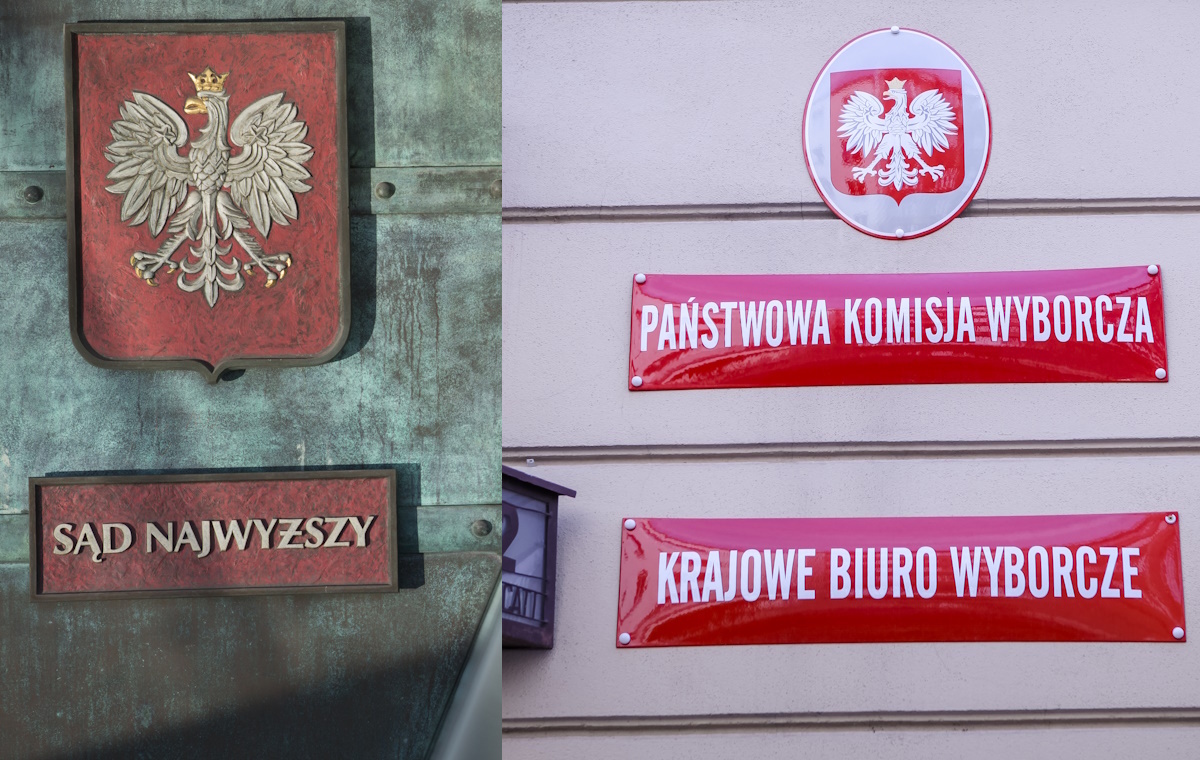 SĄD NAJWYŻSZY
PAŃSTWOWA KOMISJA WYBORCZA
KRAJOWE BIURO WYBORCZE